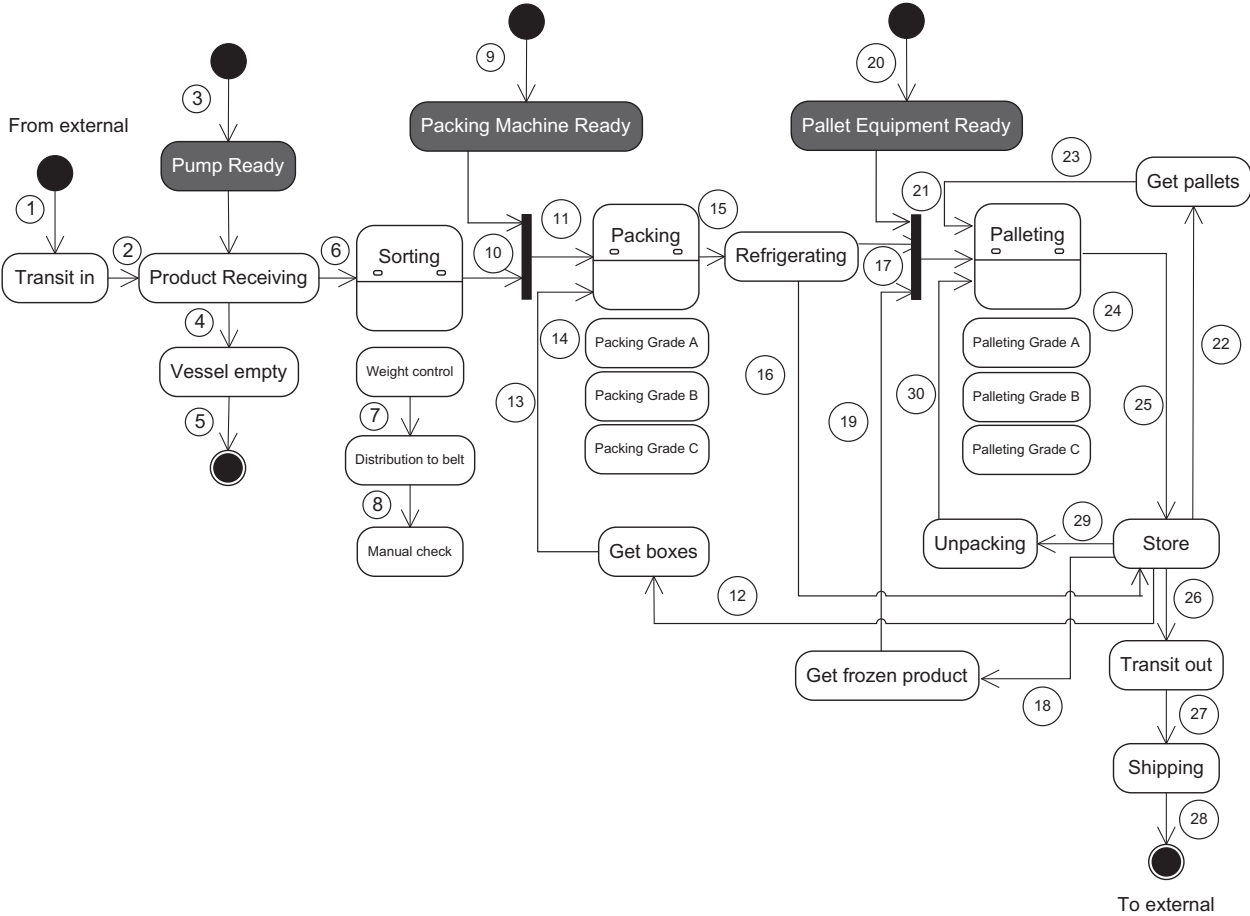 9
20
3
From external
Packing Machine Ready
Pallet Equipment Ready
23
Pump Ready
Get pallets
1
21
15
11
2
6
Packing
Palleting
10
Sorting
Refrigerating
17
Transit in
Product Receiving
4
14
24
Packing Grade A
Palleting Grade A
22
Vessel empty
Weight control
16
13
Packing Grade B
30
Palleting Grade B
25
7
5
19
Packing Grade C
Palleting Grade C
Distribution to belt
8
29
Manual check
Get boxes
Unpacking
Store
12
26
Get frozen product
Transit out
18
27
Shipping
28
To external